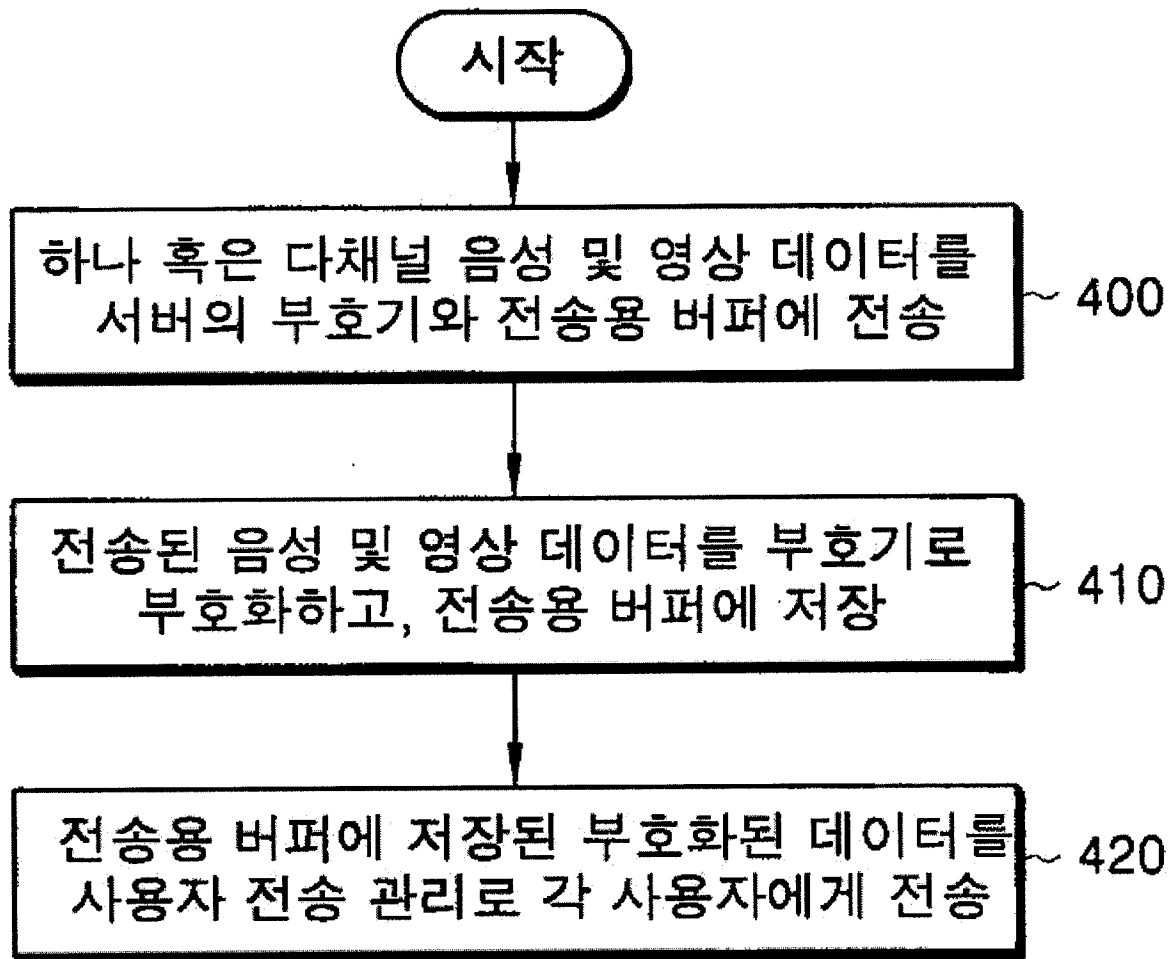 시작
하나 혹은 다채널 음성 및 영상 데이터를
서버의 부호기와 전송용 버퍼에 전송
400
전송된 음성 및 영상 데이터를 부호기로
부호화하고, 전송용 버퍼에 저장
410
전송용 버퍼에 저장된 부호화된 데이터를
사용자 전송 관리로 각 사용자에게 전송
420